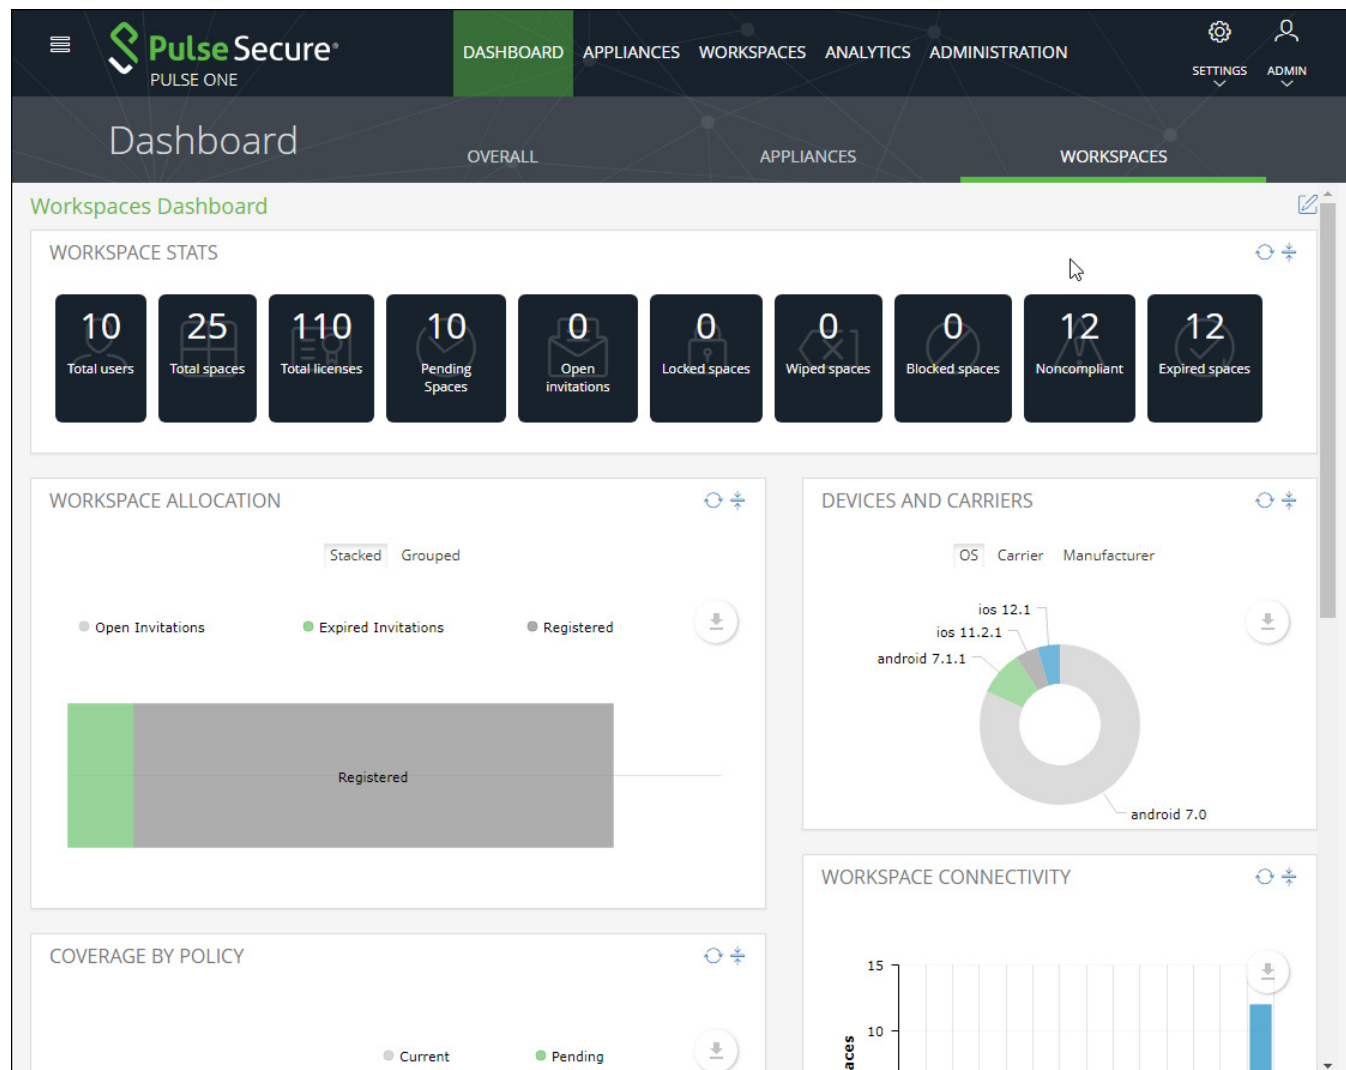 Pulse Secure®
PULSE ONE
DASHBOARD APPLIANCES WORKSPACES ANALYTICS ADMINISTRATION
SETTINGS ADMIN
Dashboard
OVERALL APPLIANCES WORKSPACES
Workspaces Dashboard
WORKSPACE STATS
10
Total users
25
Total spaces
110
Total licenses
10
Pending
Spaces
0
Open
invitations
0
Locked spaces
0
Wiped spaces
0
Blocked spaces
12
Noncompliant
12
Expired spaces
WORKSPACE ALLOCATION
Stacked Grouped
Open Invitations Expired Invitations Registered
Registered
DEVICES AND CARRIERS
OS Carrier Manufacturer
ios 12.1
ios 11.2.1
android 7.1.1
android 7.0
COVERAGE BY POLICY
Current Pending
WORKSPACE CONNECTIVITY
15
10
aces